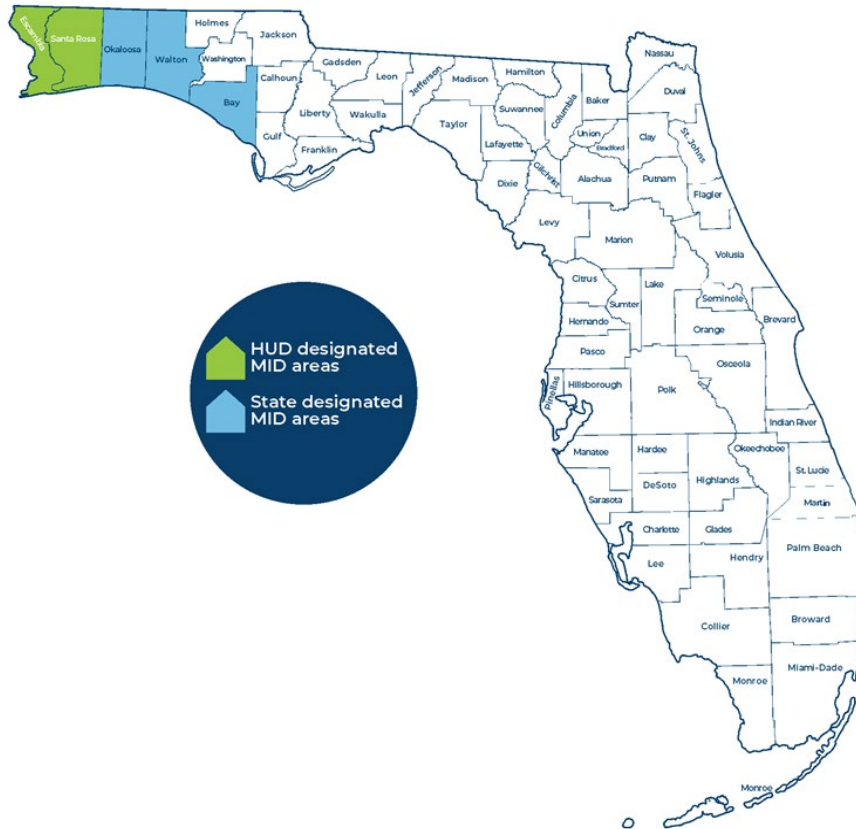 Escambia
Santa Rosa
Okaloosa
Walton
Holmes
Washington
Bay
Jackson
Calhoun
Gulf
Gadsden
Liberty
Franklin
Leon
Wakulla
Jefferson
Madison
Taylor
Hamilton
Suwannee
Lafayette
Dixie
Columbia
Gilchrist
Baker
Union
Bradford
Alachua
Levy
Nassau
Duval
Clay
St. Johns
Putnam
Flagler
Marion
Volusia
Citrus
Sumter
Lake
Hernando
Seminole
Orange
Brevard
Pasco
Osceola
Pinellas
Hillsborough
Polk
Indian River
Manatee
Hardee
Okeechobee
St. Lucie
Highlands
DeSoto
Sarasota
Martin
Charlotte
Glades
Palm Beach
Lee
Hendry
Collier
Broward
Monroe
Miami-Dade
Monroe
HUD designated
MID areas
State designated
MID areas